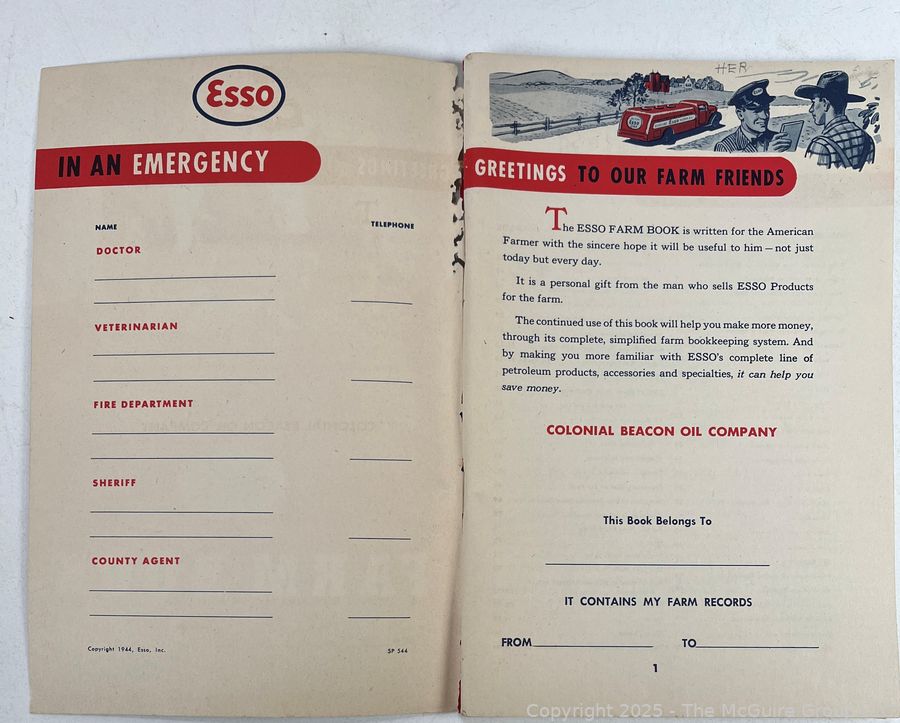 Esso
IN AN EMERGENCY
NAME TELEPHONE
DOCTOR
VETERINARIAN
FIRE DEPARTMENT
SHERIFF
COUNTY AGENT
Copyright 1944, Esso, Inc. SP 544
HER
Esso
Esso
GREETINGS TO OUR FARM FRIENDS
The ESSO FARM BOOK is written for the American
Farmer with the sincere hope it will be useful to him — not just
today but every day.
It is a personal gift from the man who sells ESSO Products
for the farm.
The continued use of this book will help you make more money,
through its complete, simplified farm bookkeeping system. And
by making you more familiar with ESSO's complete line of
petroleum products, accessories and specialties, it can help you
save money.
COLONIAL BEACON OIL COMPANY
This Book Belongs To
IT CONTAINS MY FARM RECORDS
FROM TO
1
Copyright 2025 - The McGuire Group